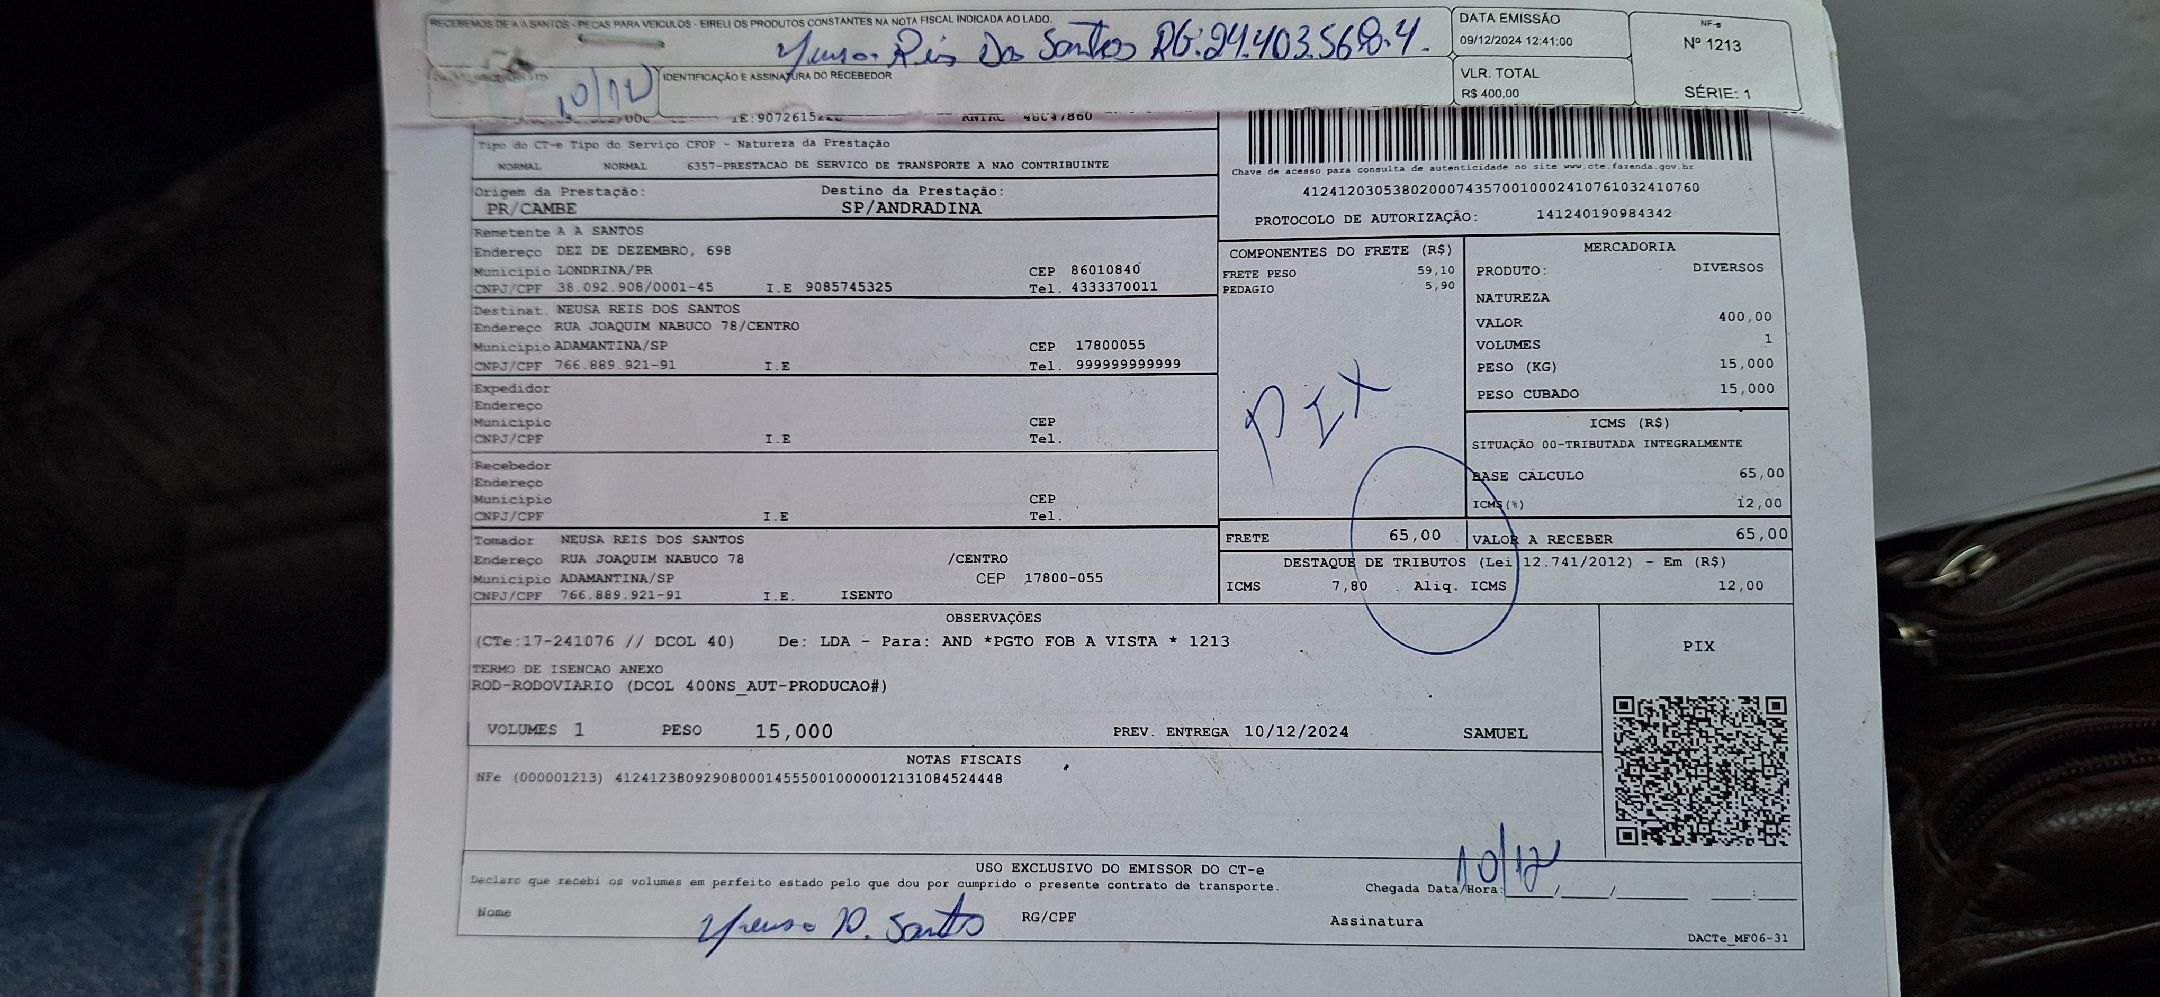 RECEBEMOS DE A A SANTOS - PECAS PARA VEICULOS - EIRELI OS PRODUTOS CONSTANTES NA NOTA FISCAL INDICADA AO LADO.
Reis Dos Santos RG: 24.403.568.4.
10/12
IDENTIFICAÇÃO E ASSINATURA DO RECEBEDOR
DATA EMISSÃO
09/12/2024 12:41:00
VLR. TOTAL
R$ 400,00
NF-e
Nº 1213
SÉRIE: 1
Tipo do CT-e Tipo do Serviço CFOP - Natureza da Prestação
NORMAL NORMAL 6357-PRESTACAO DE SERVICO DE TRANSPORTE A NAO CONTRIBUINTE
Origem da Prestação: Destino da Prestação:
PR/CAMBE SP/ANDRADINA
Chave de acesso para consulta de autenticidade no site www.cte.fazenda.gov.br
41241203053802000743570010002410761032410760
PROTOCOLO DE AUTORIZAÇÃO: 141240190984342
Remetente A A SANTOS
Endereço DEZ DE DEZEMBRO, 698
Municipio LONDRINA/PR CEP 86010840
CNPJ/CPF 38.092.908/0001-45 I.E 9085745325 Tel. 4333370011
Destinat. NEUSA REIS DOS SANTOS
Endereço RUA JOAQUIM NABUCO 78/CENTRO
Municipio ADAMANTINA/SP CEP 17800055
CNPJ/CPF 766.889.921-91 I.E Tel. 999999999999
Expedidor
Endereço
Municipio CEP
CNPJ/CPF I.E Tel.
Recebedor
Endereço
Municipio CEP
CNPJ/CPF I.E Tel.
Tomador NEUSA REIS DOS SANTOS
Endereço RUA JOAQUIM NABUCO 78 /CENTRO
Municipio ADAMANTINA/SP CEP 17800-055
CNPJ/CPF 766.889.921-91 I.E. ISENTO
COMPONENTES DO FRETE (R$)
FRETE PESO 59,10
PEDAGIO 5,90
PIX
MERCADORIA
PRODUTO: DIVERSOS
NATUREZA
VALOR 400,00
VOLUMES 1
PESO (KG) 15,000
PESO CUBADO 15,000
ICMS (R$)
SITUAÇÃO 00-TRIBUTADA INTEGRALMENTE
BASE CÁLCULO 65,00
ICMS(%) 12,00
FRETE 65,00 VALOR A RECEBER 65,00
DESTAQUE DE TRIBUTOS (Lei 12.741/2012) - Em (R$)
ICMS 7,80 Aliq. ICMS 12,00
OBSERVAÇÕES
(CTe:17-241076 // DCOL 40) De: LDA - Para: AND *PGTO FOB A VISTA * 1213
TERMO DE ISENCAO ANEXO
ROD-RODOVIARIO (DCOL 400NS_AUT-PRODUCAO#)
VOLUMES 1 PESO 15,000 PREV. ENTREGA 10/12/2024 SAMUEL
PIX
NOTAS FISCAIS
NFe (000001213) 41241238092908000145550010000012131084524448
USO EXCLUSIVO DO EMISSOR DO CT-e
Declaro que recebi os volumes em perfeito estado pelo que dou por cumprido o presente contrato de transporte.
Chegada Data/Hora: 10/12 __/__/____ __:__
Nome Santos RG/CPF Assinatura
DACTe_MF06-31